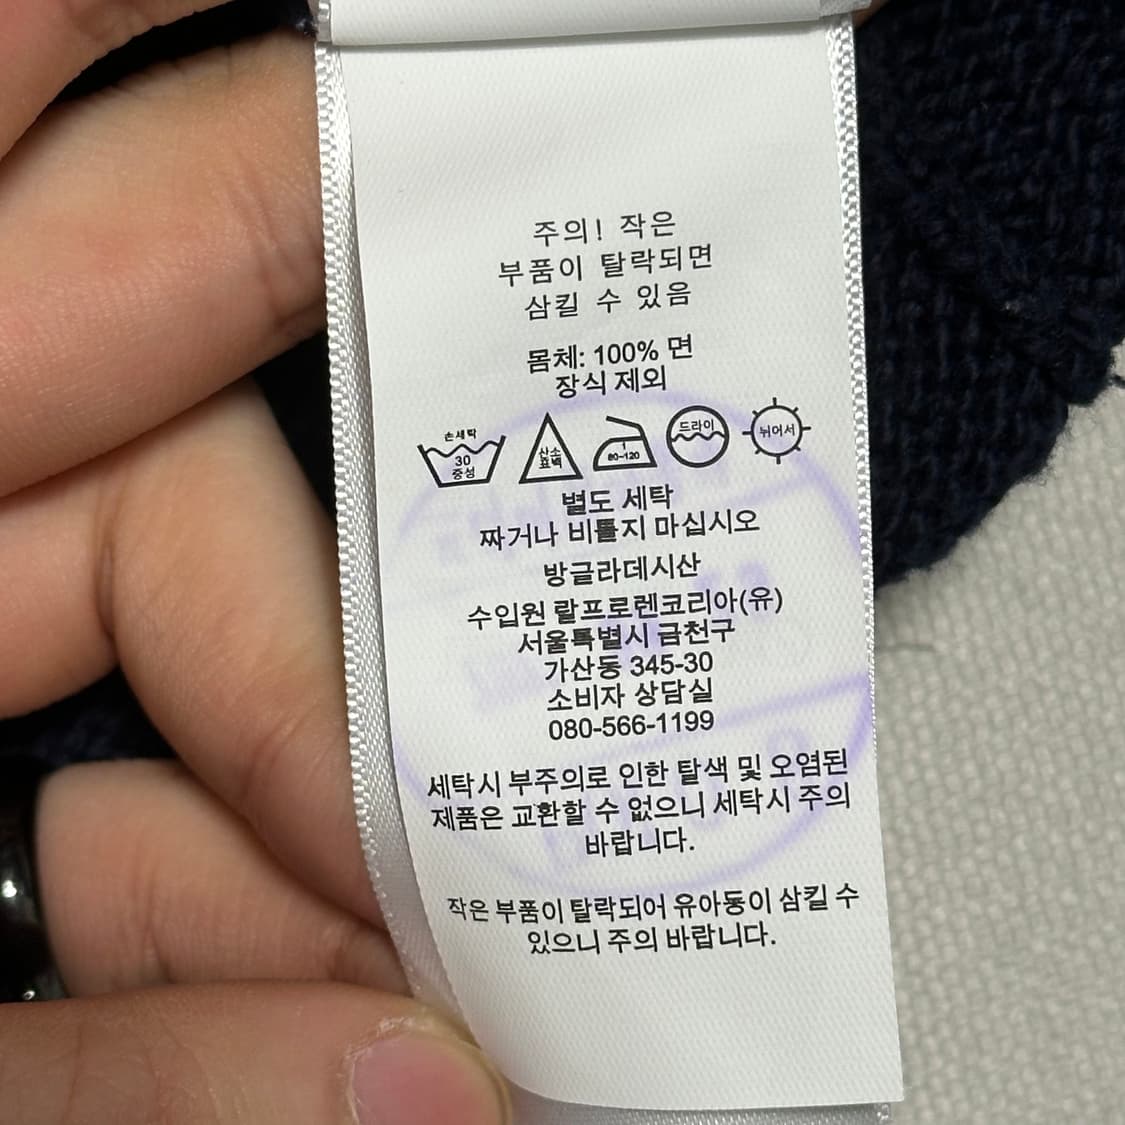 주의! 작은
부품이 탈락되면
삼킬 수 있음
몸체: 100% 면
장식 제외
손세탁
30
중성
산소
표백
1
80~120
드라이
뉘어서
별도 세탁
짜거나 비틀지 마십시오
방글라데시산
수입원 랄프로렌코리아(유)
서울특별시 금천구
가산동 345-30
소비자 상담실
080-566-1199
세탁시 부주의로 인한 탈색 및 오염된
제품은 교환할 수 없으니 세탁시 주의
바랍니다.
작은 부품이 탈락되어 유아동이 삼킬 수
있으니 주의 바랍니다.